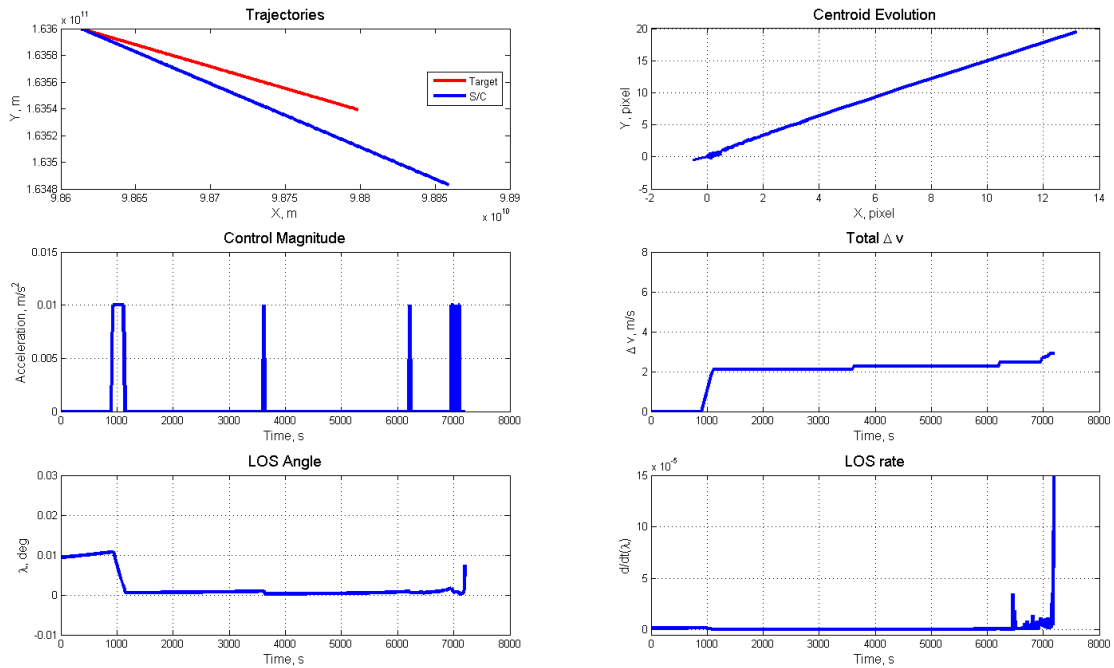 Trajectories
x 10^11
1.636
1.6358
1.6356
1.6354
1.6352
1.635
1.6348
Y, m
9.86 9.865 9.87 9.875 9.88 9.885 9.89
X, m
x 10^10
Target
S/C
Centroid Evolution
20
15
10
5
0
-5
Y, pixel
-2 0 2 4 6 8 10 12 14
X, pixel
Control Magnitude
0.015
0.01
0.005
0
Acceleration, m/s²
0 1000 2000 3000 4000 5000 6000 7000 8000
Time, s
Total Δ v
8
6
4
2
0
Δ v, m/s
0 1000 2000 3000 4000 5000 6000 7000 8000
Time, s
LOS Angle
0.03
0.02
0.01
0
-0.01
λ, deg
0 1000 2000 3000 4000 5000 6000 7000 8000
Time, s
LOS rate
x 10^-5
15
10
5
0
d/dt(λ)
0 1000 2000 3000 4000 5000 6000 7000 8000
Time, s